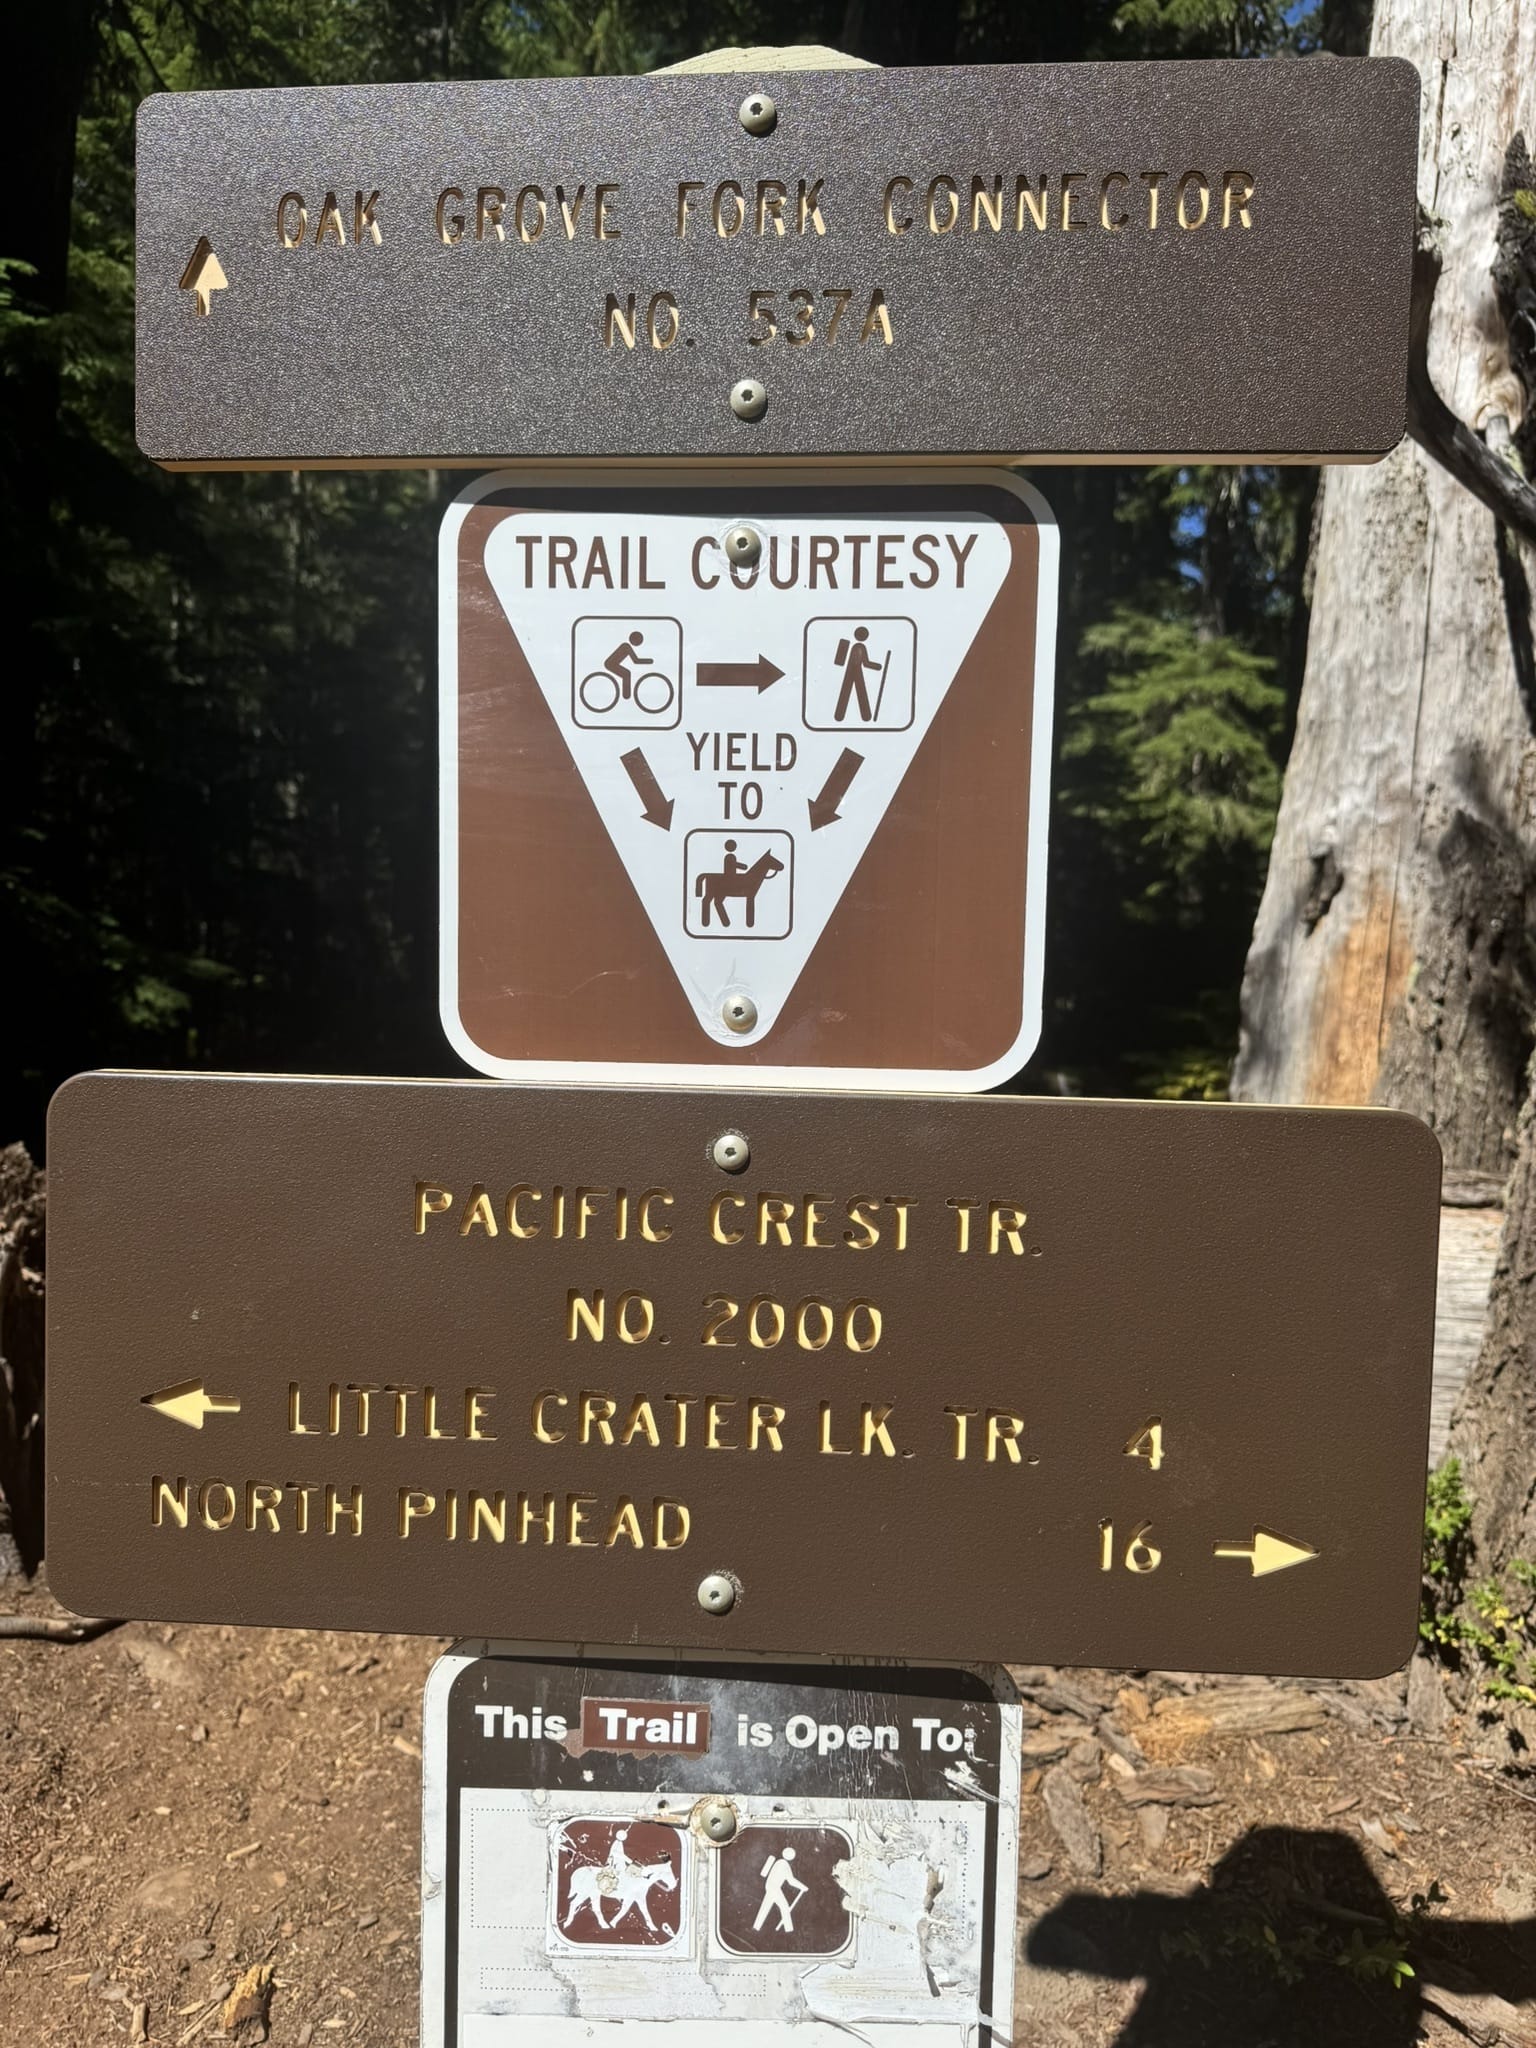 OAK GROVE FORK CONNECTOR
NO. 537A
TRAIL COURTESY
YIELD
TO
PACIFIC CREST TR.
NO. 2000
LITTLE CRATER LK. TR. 4
NORTH PINHEAD 16
This Trail is Open To: